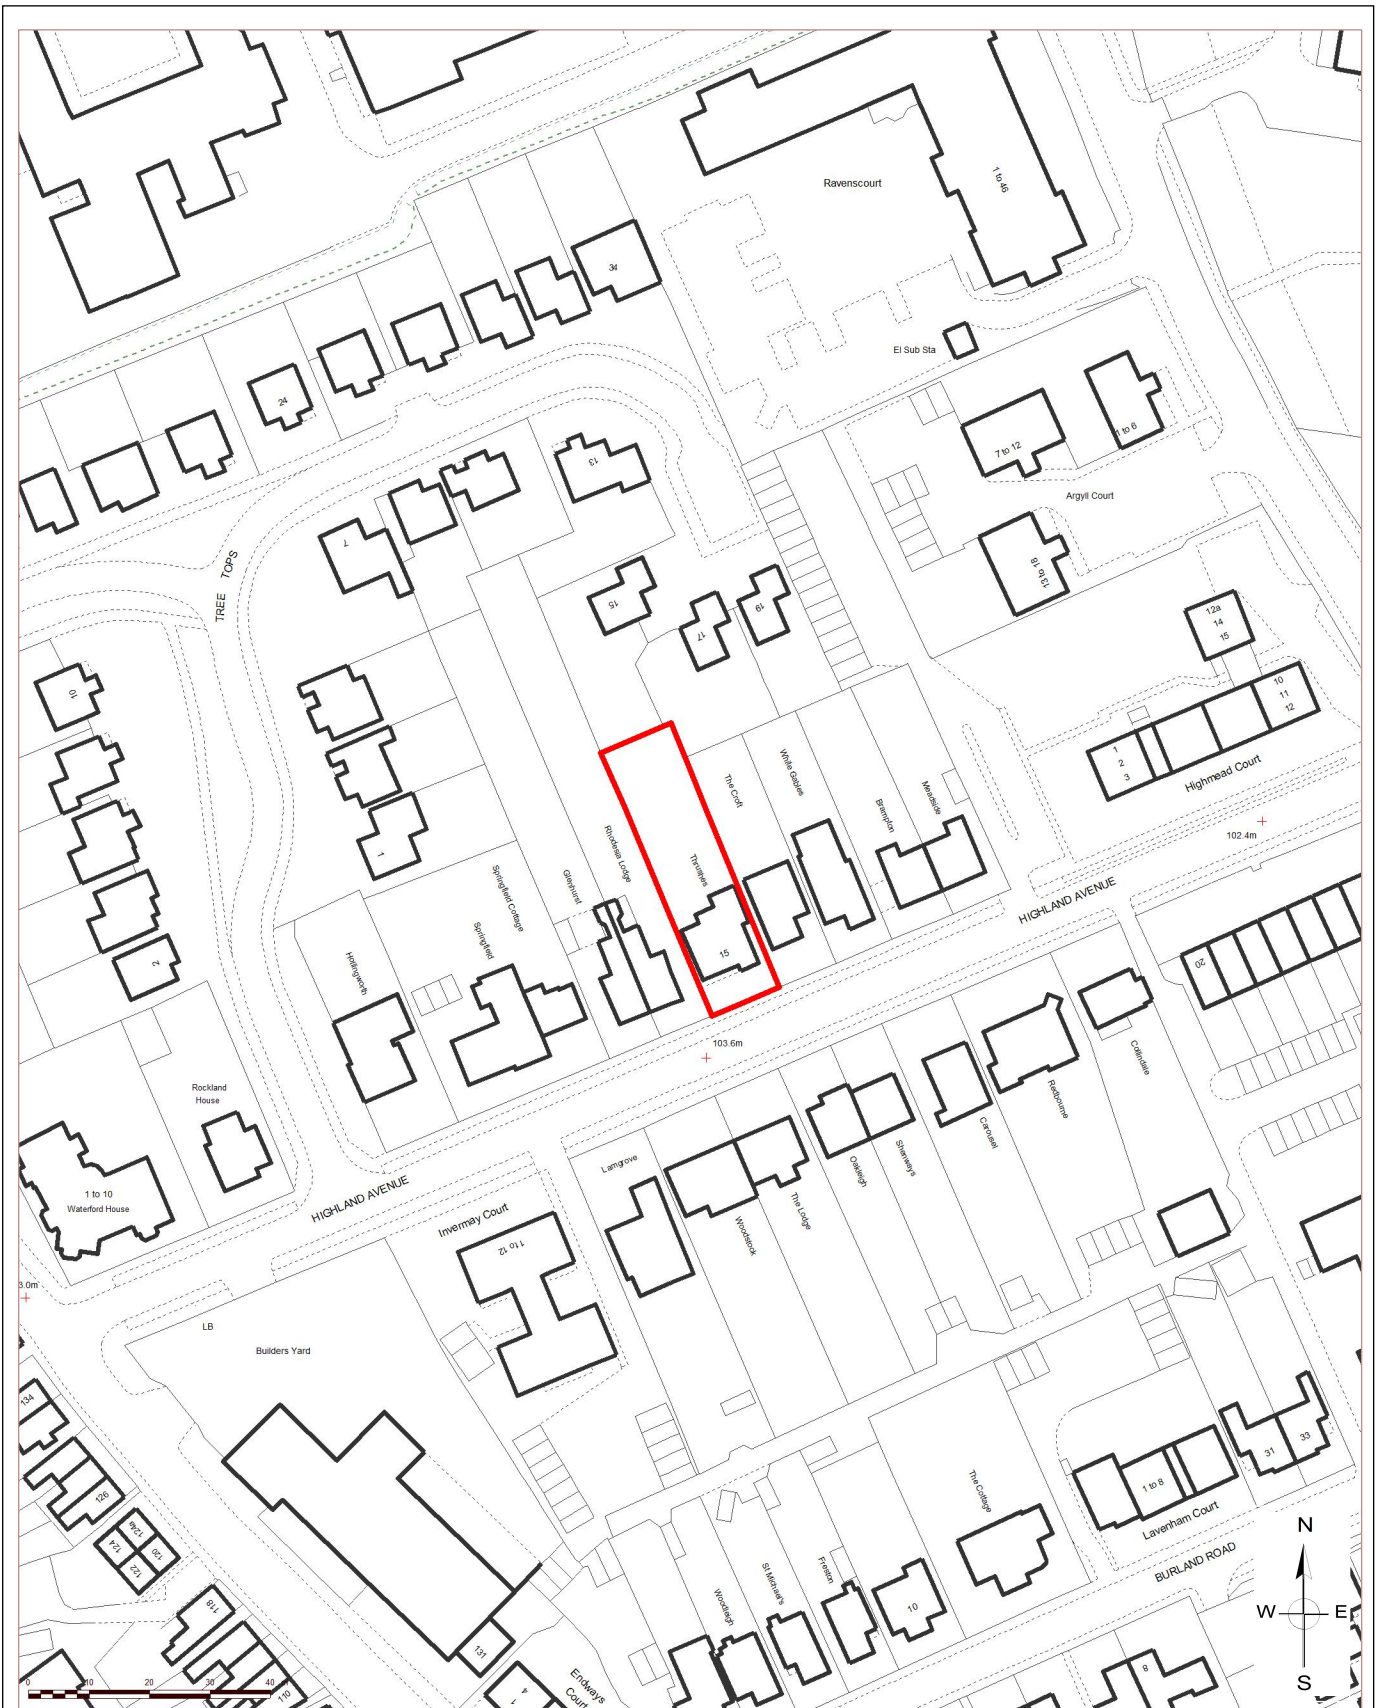 Ravenscourt
1 to 46
34
El Sub Sta
24
7 to 12
1 to 6
13
Argyll Court
7
TREE TOPS
13 to 18
15
17
19
12a
14
15
10
10
11
12
1
2
3
Highmead Court
White Gables
The Croft
Meadside
Brampton
102.4m
1
Rhodesia Lodge
Thrushes
Glenhurst
Springfield Cottage
Springfield
HIGHLAND AVENUE
2
Hollingworth
15
20
103.6m
Collindale
Redbourne
Carousel
Rockland
House
Shenways
Oakleigh
Lamgrove
The Lodge
Woodstock
1 to 10
Waterford House
HIGHLAND AVENUE
Invermay Court
1 to 12
3.0m
LB
Builders Yard
134
126
124a
124
120
122
118
110
131
31
33
1 to 8
Lavenham Court
The Cottage
Freston
St Michael's
Woodleigh
10
BURLAND ROAD
8
Endways
Court
4
1
N
W
E
S
0
10
20
30
40